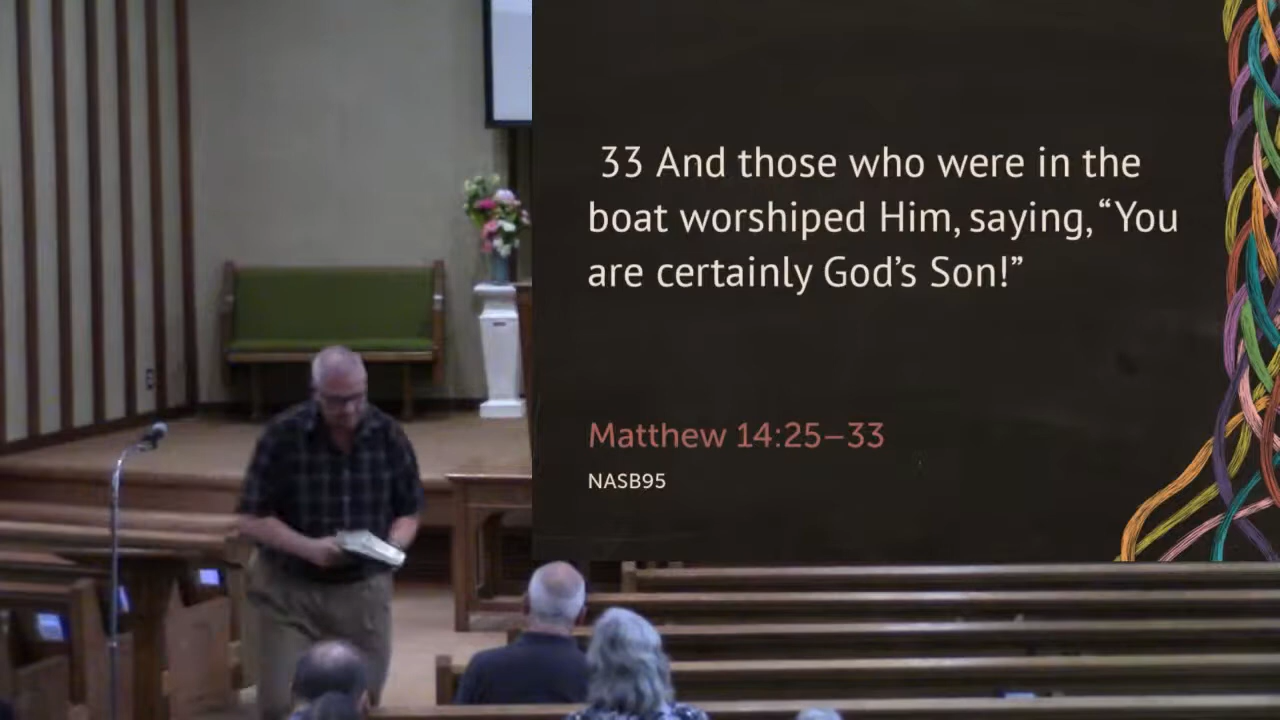 33 And those who were in the
boat worshiped Him, saying, “You
are certainly God’s Son!”
Matthew 14:25–33
NASB95